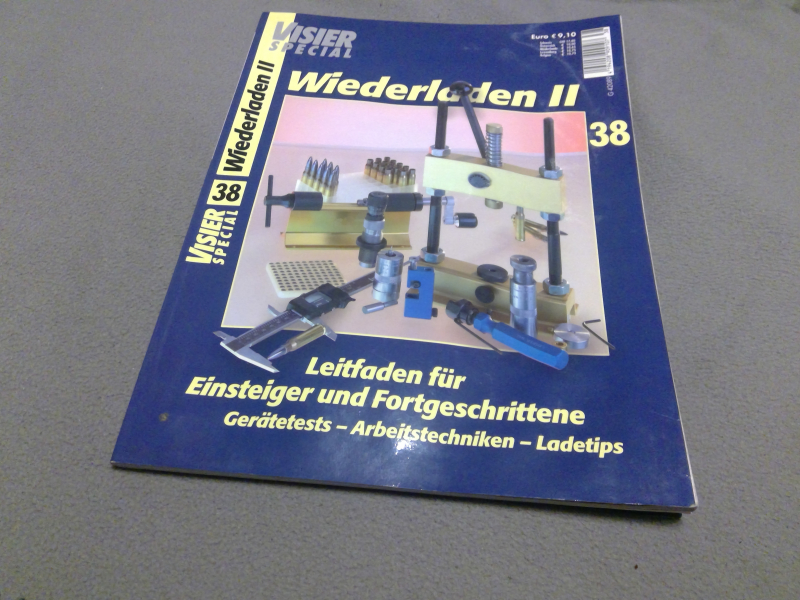 VISIER
SPECIAL
Euro € 9,10
Wiederladen II
38
VISIER
SPECIAL
38
Wiederladen II
Leitfaden für
Einsteiger und Fortgeschrittene
Gerätetests – Arbeitstechniken – Ladetips